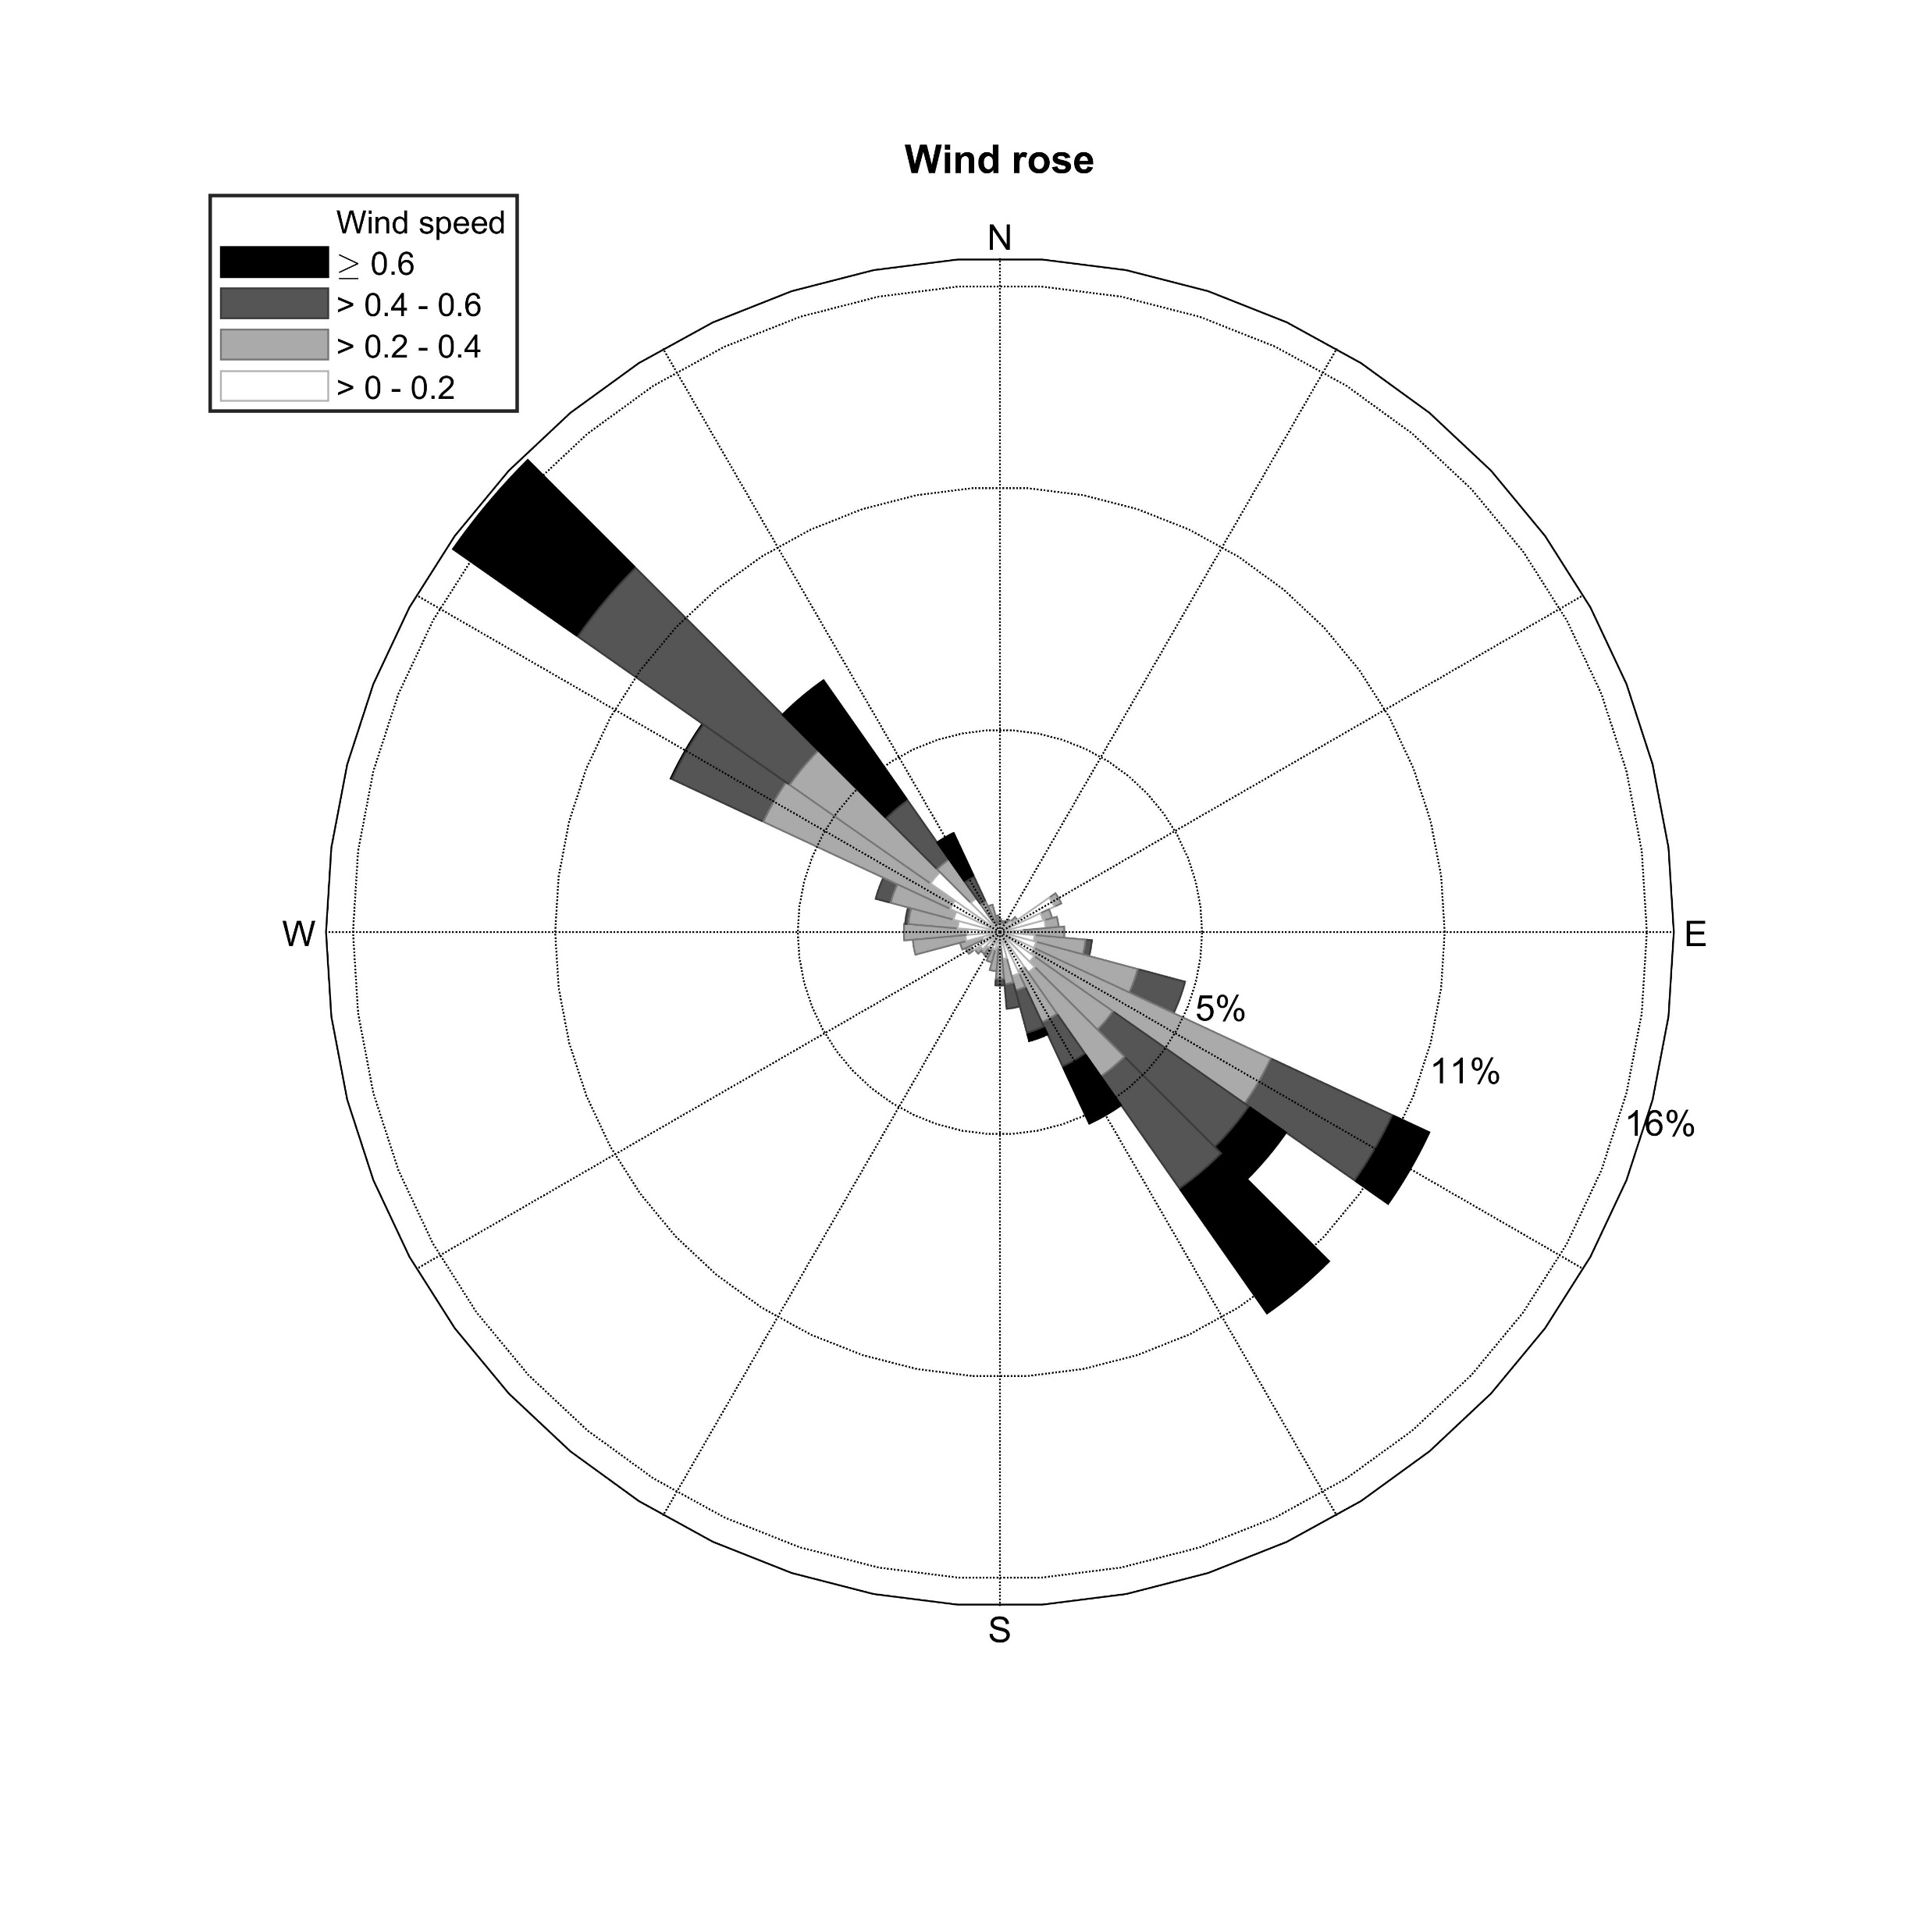 Wind rose
Wind speed
≥ 0.6
> 0.4 - 0.6
> 0.2 - 0.4
> 0 - 0.2
N
W
E
5%
11%
16%
S